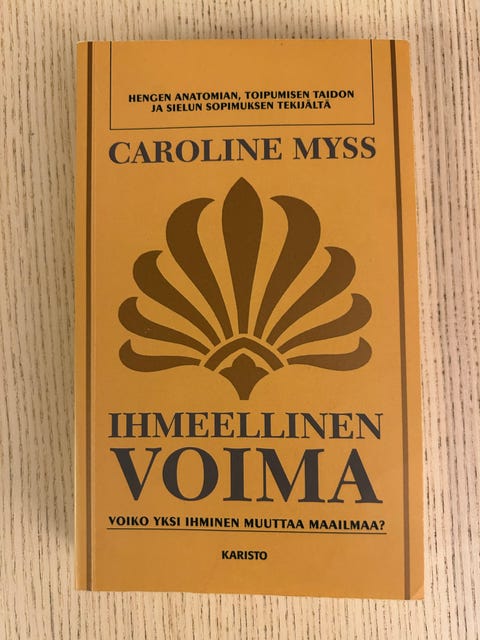 HENGEN ANATOMIAN, TOIPUMISEN TAIDON
JA SIELUN SOPIMUKSEN TEKIJÄLTÄ
CAROLINE MYSS
IHMEELLINEN
VOIMA
VOIKO YKSI IHMINEN MUUTTAA MAAILMAA?
KARISTO